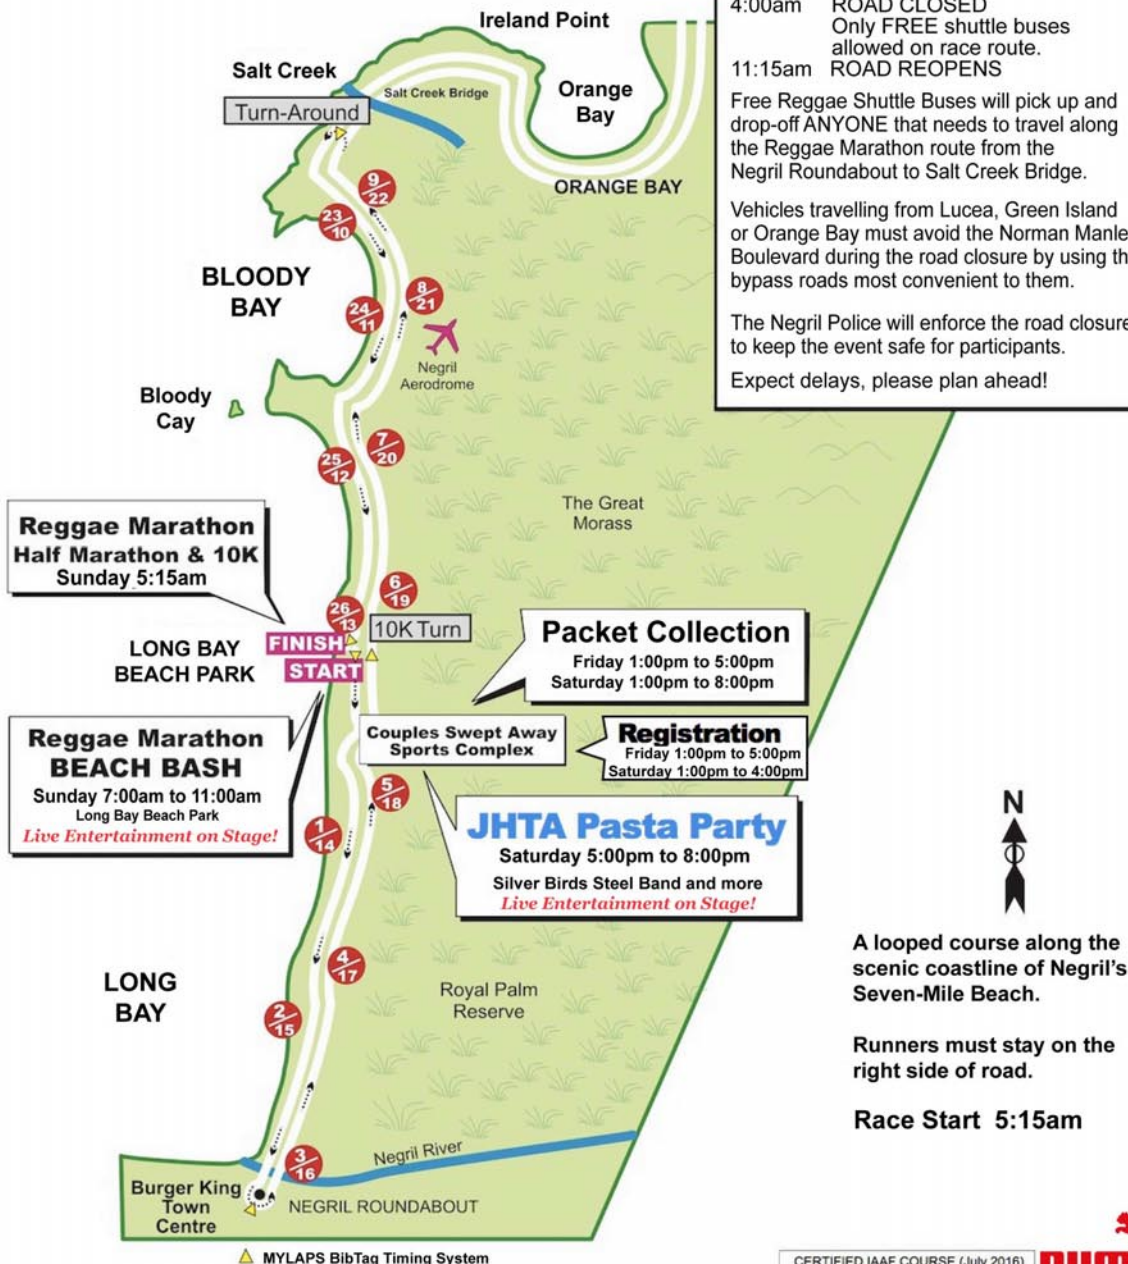 Ireland Point
4:00am ROAD CLOSED
Only FREE shuttle buses
allowed on race route.
11:15am ROAD REOPENS
Free Reggae Shuttle Buses will pick up and
drop-off ANYONE that needs to travel along
the Reggae Marathon route from the
Negril Roundabout to Salt Creek Bridge.
Vehicles travelling from Lucea, Green Island
or Orange Bay must avoid the Norman Manle
Boulevard during the road closure by using th
bypass roads most convenient to them.
The Negril Police will enforce the road closure
to keep the event safe for participants.
Expect delays, please plan ahead!
Salt Creek
Turn-Around
Salt Creek Bridge
Orange
Bay
ORANGE BAY
9/22
23/10
BLOODY
BAY
8/21
24/11
Negril
Aerodrome
Bloody
Cay
7/20
25/12
The Great
Morass
Reggae Marathon
Half Marathon & 10K
Sunday 5:15am
6/19
26/13
10K Turn
LONG BAY
BEACH PARK
FINISH
START
Packet Collection
Friday 1:00pm to 5:00pm
Saturday 1:00pm to 8:00pm
Couples Swept Away
Sports Complex
Registration
Friday 1:00pm to 5:00pm
Saturday 1:00pm to 4:00pm
Reggae Marathon
BEACH BASH
Sunday 7:00am to 11:00am
Long Bay Beach Park
Live Entertainment on Stage!
5/18
1/14
JHTA Pasta Party
Saturday 5:00pm to 8:00pm
Silver Birds Steel Band and more
Live Entertainment on Stage!
N
A looped course along the
scenic coastline of Negril's
Seven-Mile Beach.
Runners must stay on the
right side of road.
Race Start 5:15am
4/17
LONG
BAY
2/15
Royal Palm
Reserve
3/16
Negril River
Burger King
Town
Centre
NEGRIL ROUNDABOUT
MYLAPS BibTag Timing System
CERTIFIED IAAF COURSE (July 2016)